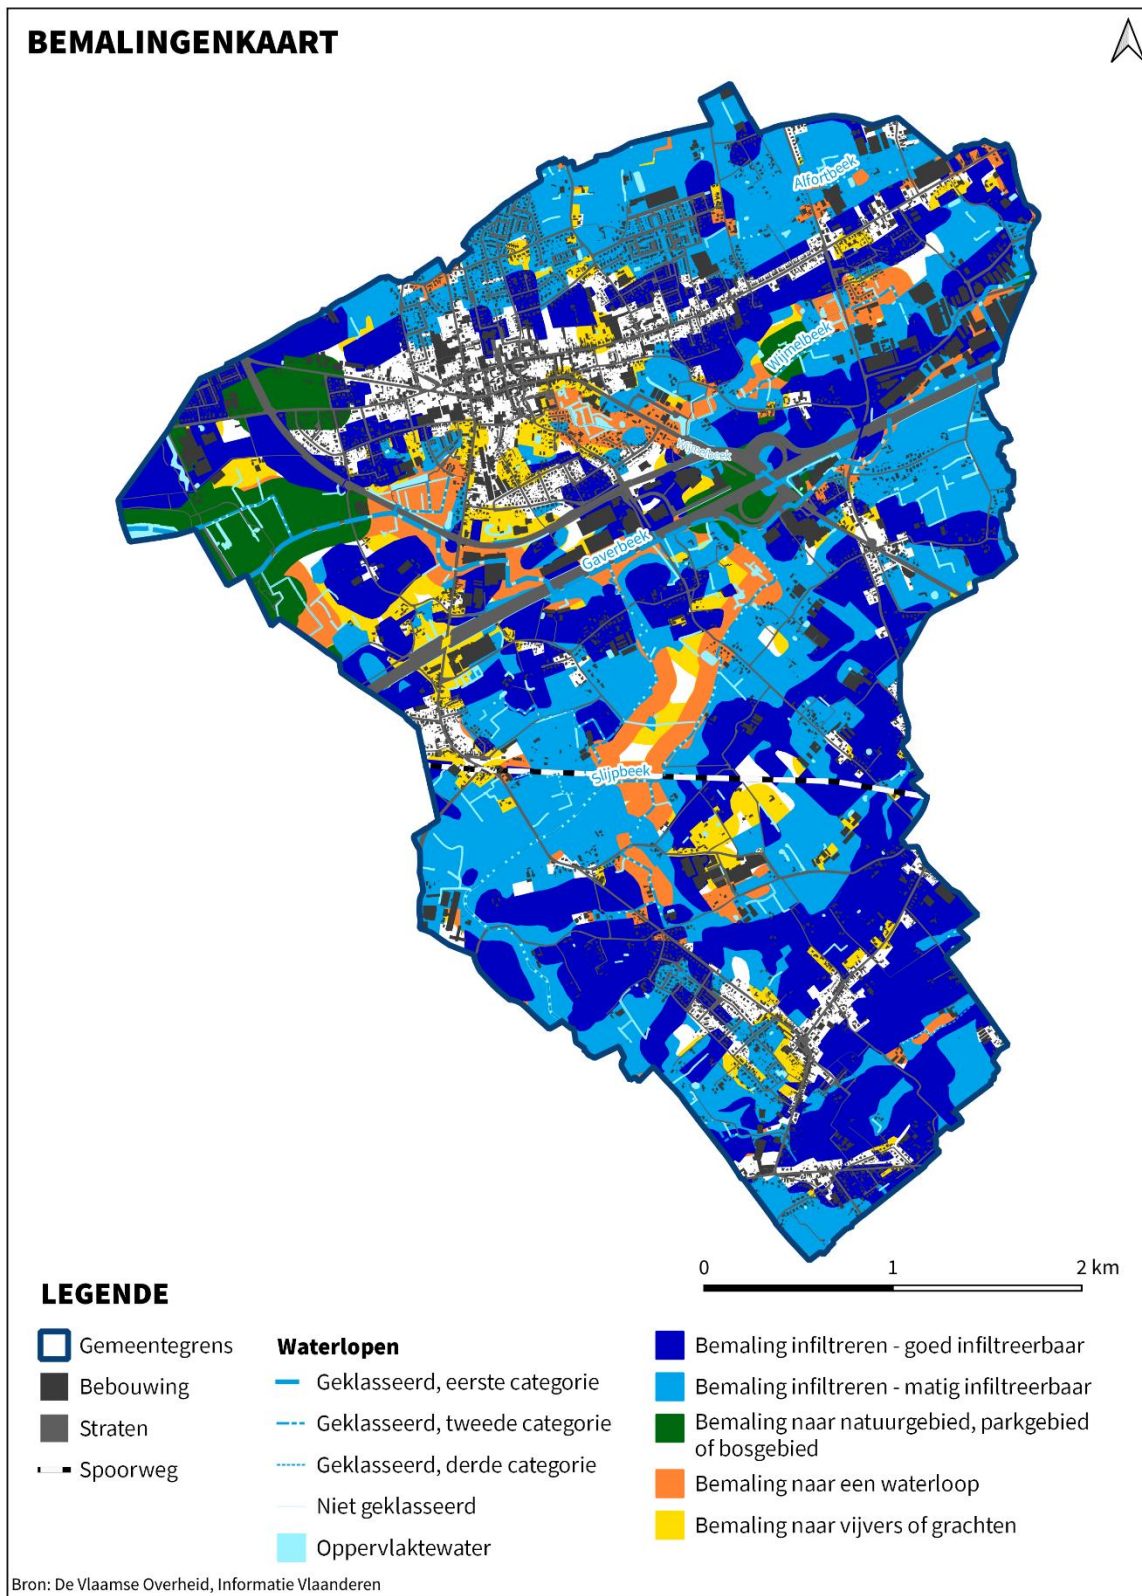 BEMALINGENKAART
Alfortbeek
Wijmelbeek
Wijmelbeek
Gaverbeek
Slijpbeek
0 1 2 km
LEGENDE
Gemeentegrens
Bebouwing
Straten
Spoorweg
Waterlopen
Geklasseerd, eerste categorie
Geklasseerd, tweede categorie
Geklasseerd, derde categorie
Niet geklasseerd
Oppervlaktewater
Bemaling infiltreren - goed infiltreerbaar
Bemaling infiltreren - matig infiltreerbaar
Bemaling naar natuurgebied, parkgebied
of bosgebied
Bemaling naar een waterloop
Bemaling naar vijvers of grachten
Bron: De Vlaamse Overheid, Informatie Vlaanderen